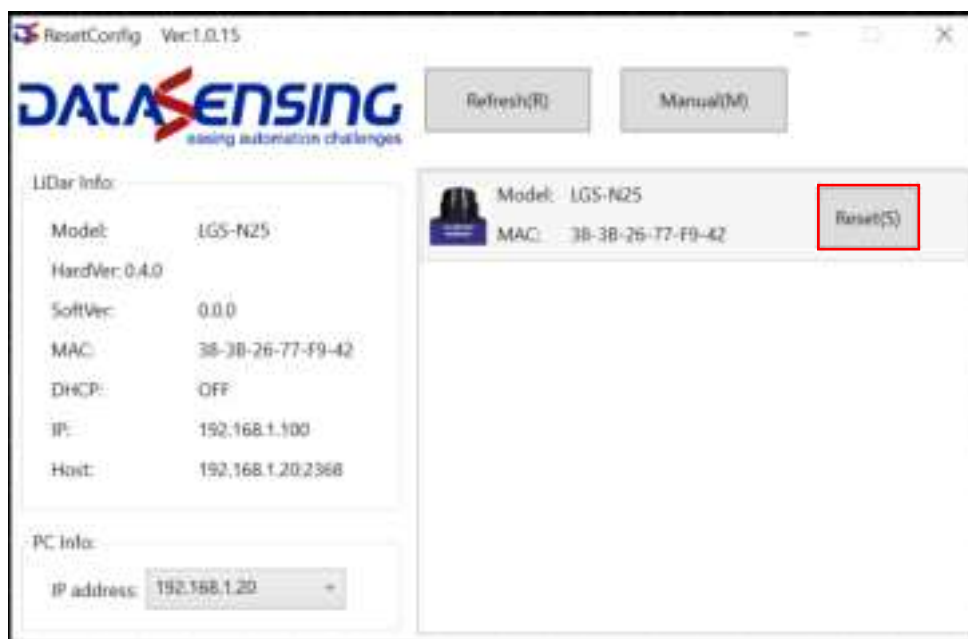 ResetConfig Ver:1.0.15
DATASENSING
easing automation challenges
Refresh(R)
Manual(M)
LiDar Info:
Model: LGS-N25
HardVer: 0.4.0
SoftVer: 0.0.0
MAC: 38-3B-26-77-F9-42
DHCP: OFF
IP: 192.168.1.100
Host: 192.168.1.20:2368
PC Info:
IP address: 192.168.1.20
Model: LGS-N25
MAC: 38-3B-26-77-F9-42
Reset(S)